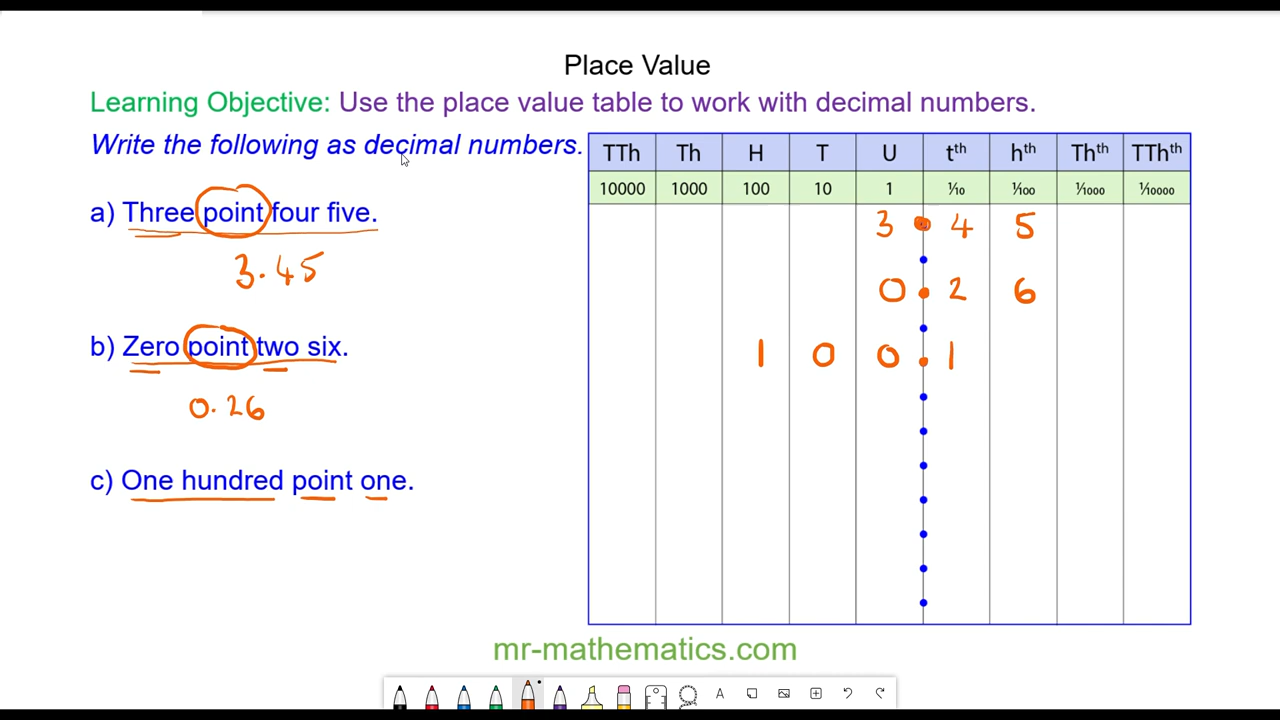 Place Value
Learning Objective: Use the place value table to work with decimal numbers.
Write the following as decimal numbers.
a) Three point four five.
3.45
b) Zero point two six.
0.26
c) One hundred point one.
TTh Th H T U tth hth Thth TThth
10000 1000 100 10 1 1/10 1/100 1/1000 1/10000
3 . 4 5
0 . 2 6
1 0 0 . 1
mr-mathematics.com
A